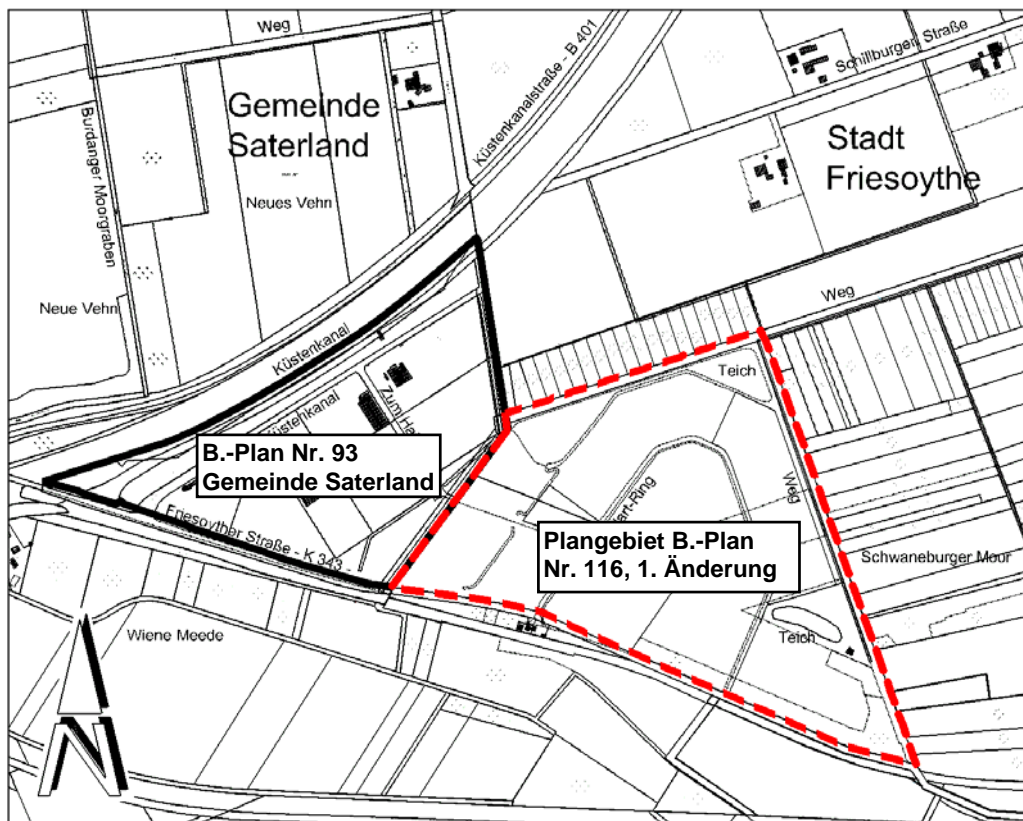 Weg
Küstenkanalstraße - B 401
Schillburger Straße
Gemeinde
Saterland
Burdanger Moorgraben
Stadt
Friesoythe
Neues Vehn
Neue Vehn
Weg
Küstenkanal
Teich
Küstenkanal
B.-Plan Nr. 93
Gemeinde Saterland
Weg
Friesoyther Straße - K 343 -
Plangebiet B.-Plan
Nr. 116, 1. Änderung
Schwaneburger Moor
Wiene Meede
Teich
N